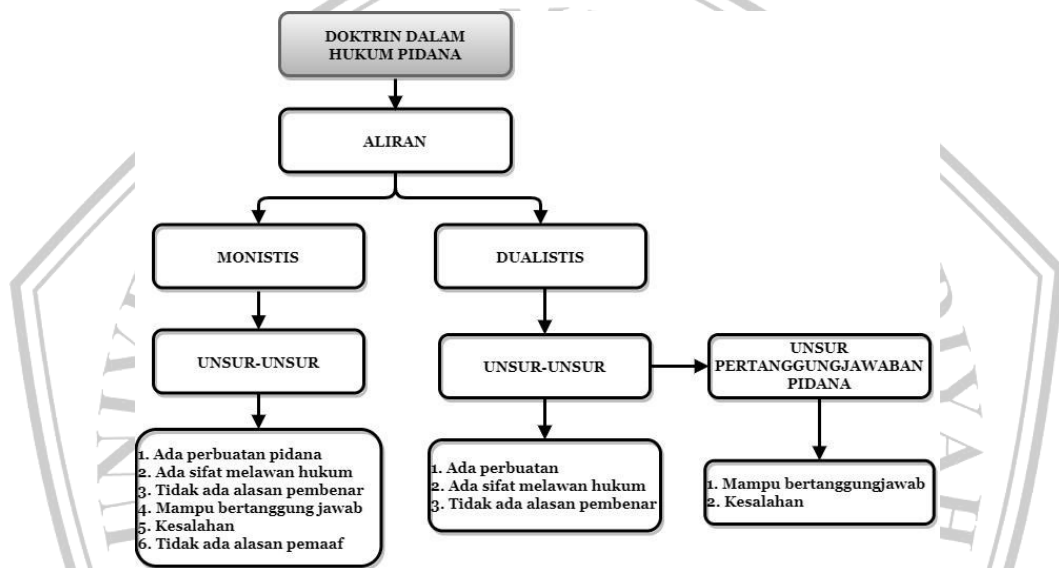 DOKTRIN DALAM
HUKUM PIDANA
ALIRAN
MONISTIS
DUALISTIS
UNSUR-UNSUR
UNSUR-UNSUR
UNSUR
PERTANGGUNGJAWABAN
PIDANA
1. Ada perbuatan pidana
2. Ada sifat melawan hukum
3. Tidak ada alasan pembenar
4. Mampu bertanggung jawab
5. Kesalahan
6. Tidak ada alasan pemaaf
1. Ada perbuatan
2. Ada sifat melawan hukum
3. Tidak ada alasan pembenar
1. Mampu bertanggungjawab
2. Kesalahan